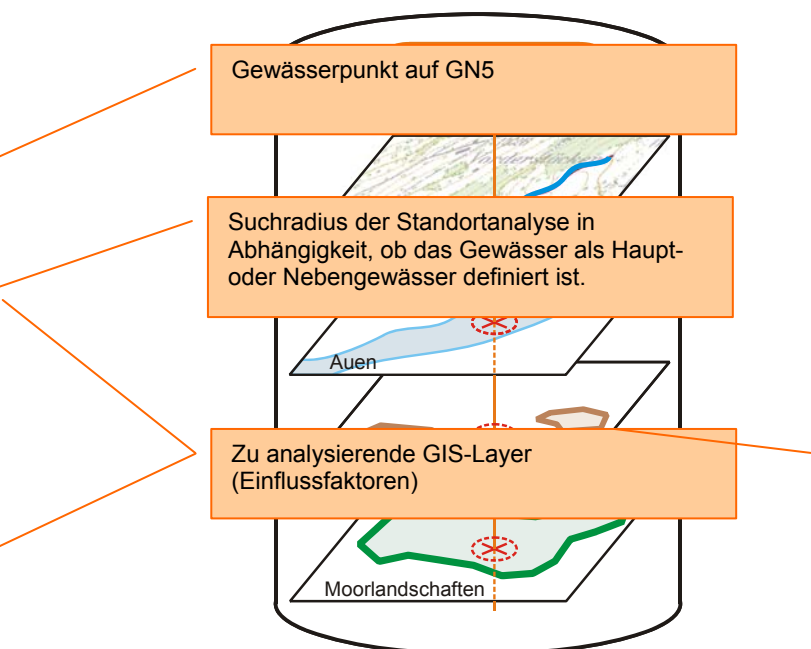 Gewässerpunkt auf GN5
Suchradius der Standortanalyse in
Abhängigkeit, ob das Gewässer als Haupt-
oder Nebengewässer definiert ist.
Auen
Zu analysierende GIS-Layer
(Einflussfaktoren)
Moorlandschaften